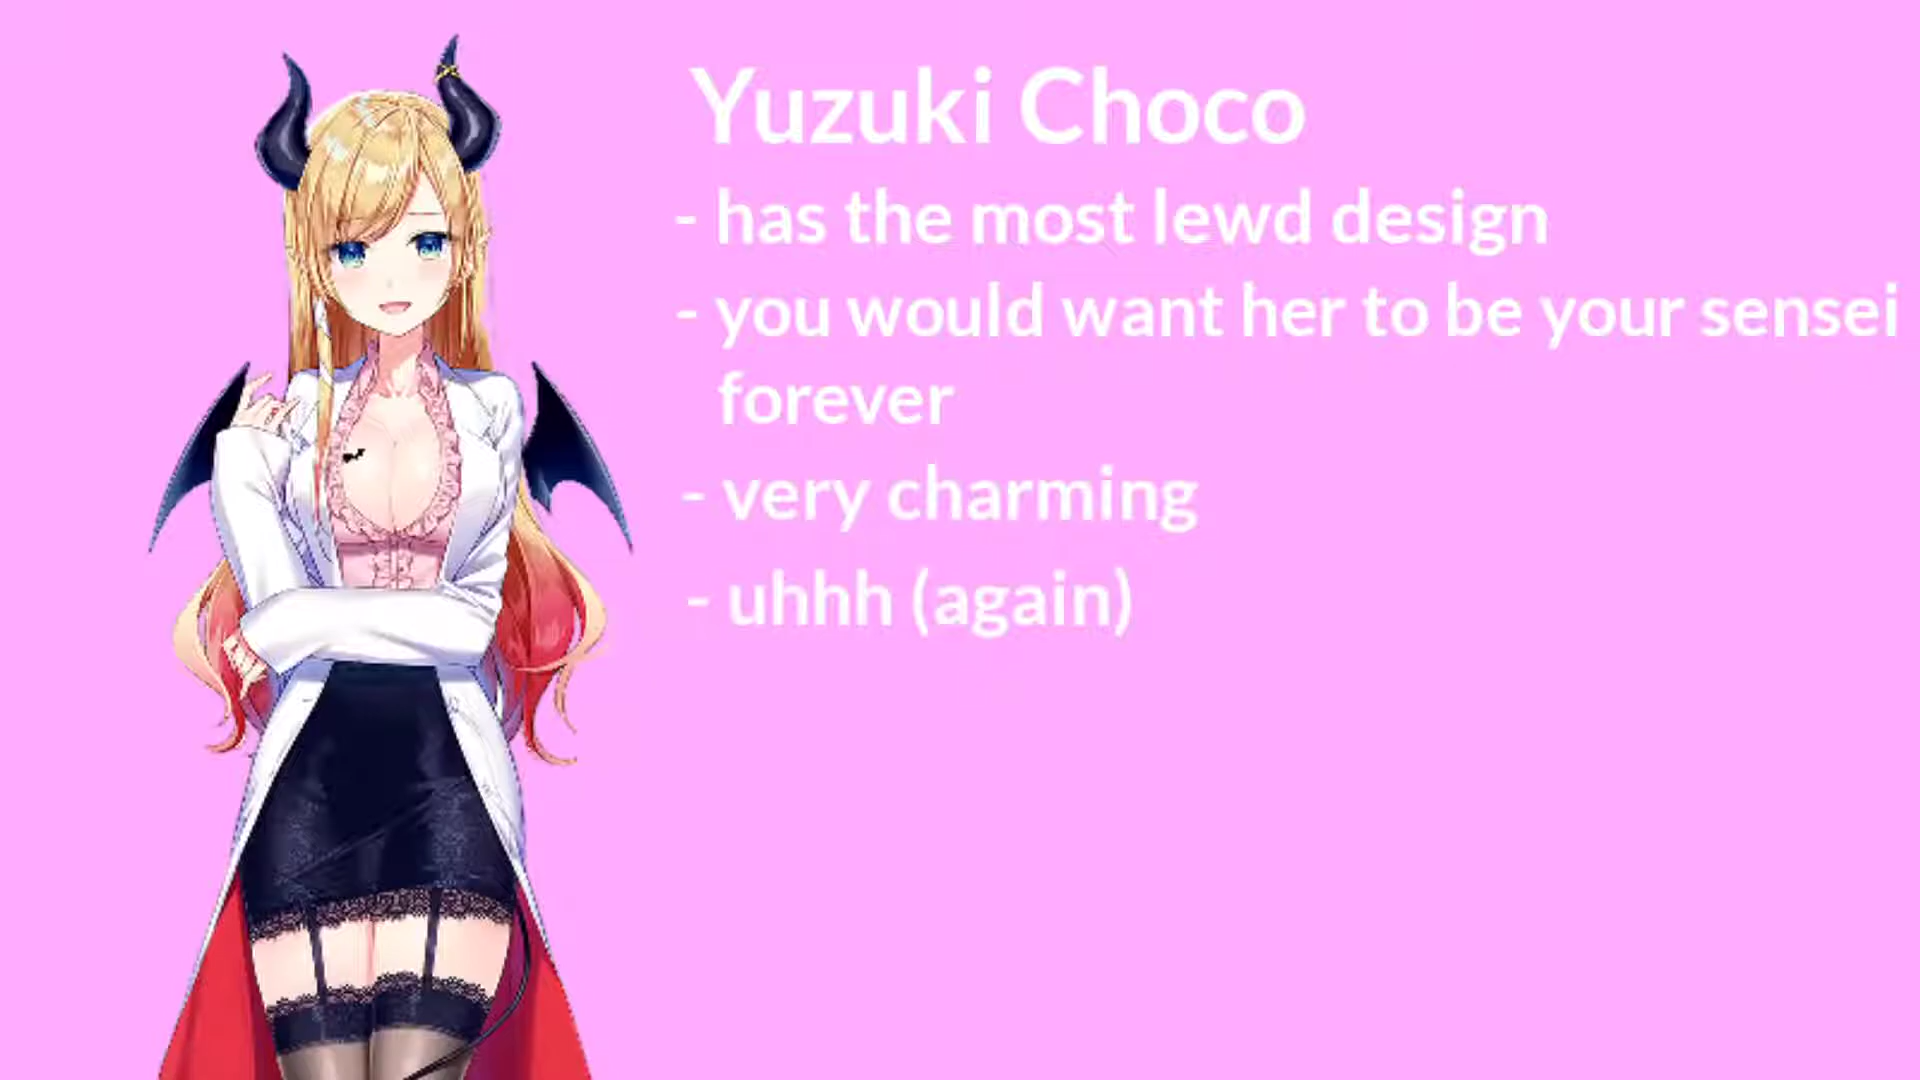 Yuzuki Choco
- has the most lewd design
- you would want her to be your sensei
forever
- very charming
- uhhh (again)